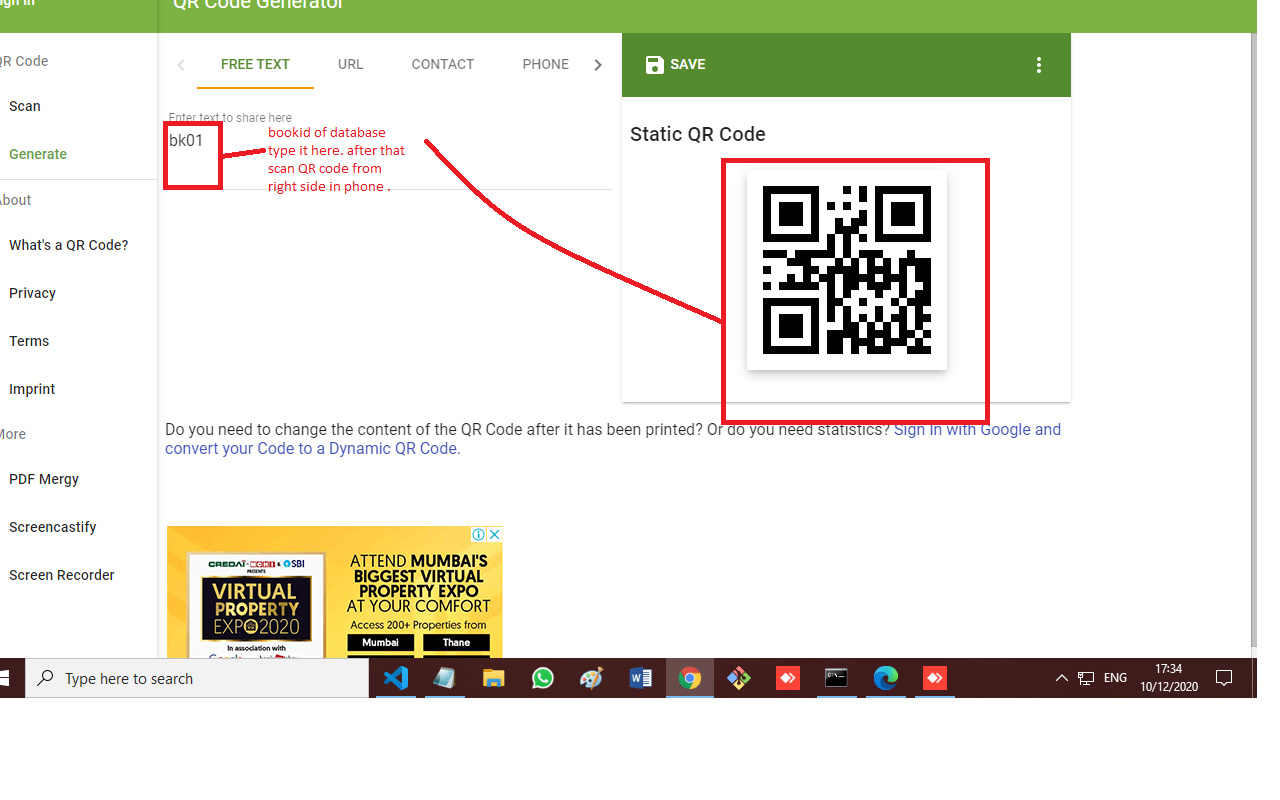 QR Code Generator
QR Code
Scan
Generate
About
What's a QR Code?
Privacy
Terms
Imprint
More
PDF Mergy
Screencastify
Screen Recorder
FREE TEXT
URL
CONTACT
PHONE
Enter text to share here
bk01
bookid of database
type it here. after that
scan QR code from
right side in phone .
SAVE
Static QR Code
Do you need to change the content of the QR Code after it has been printed? Or do you need statistics? Sign In with Google and
convert your Code to a Dynamic QR Code.
CREDAI-MCHI & SBI
PRESENTS
VIRTUAL
PROPERTY
EXPO2020
In association with
ATTEND MUMBAI'S
BIGGEST VIRTUAL
PROPERTY EXPO
AT YOUR COMFORT
Access 200+ Properties from
Mumbai
Thane
Type here to search
ENG
17:34
10/12/2020